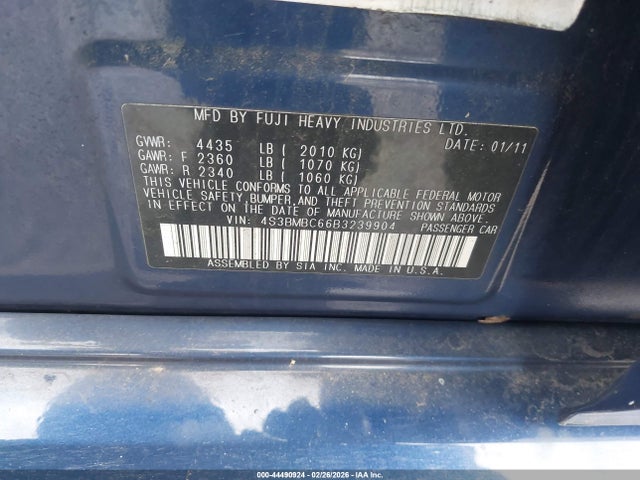 MFD BY FUJI HEAVY INDUSTRIES LTD.
GVWR: 4435 LB ( 2010 KG) DATE: 01/11
GAWR: F 2360 LB ( 1070 KG)
GAWR: R 2340 LB ( 1060 KG)
THIS VEHICLE CONFORMS TO ALL APPLICABLE FEDERAL MOTOR
VEHICLE SAFETY, BUMPER, AND THEFT PREVENTION STANDARDS
IN EFFECT ON THE DATE OF MANUFACTURE SHOWN ABOVE.
VIN: 4S3BMBC66B3239904 PASSENGER CAR
ASSEMBLED BY SIA INC. MADE IN U.S.A.
000-44490924 - 02/26/2026 - © IAA, LLC